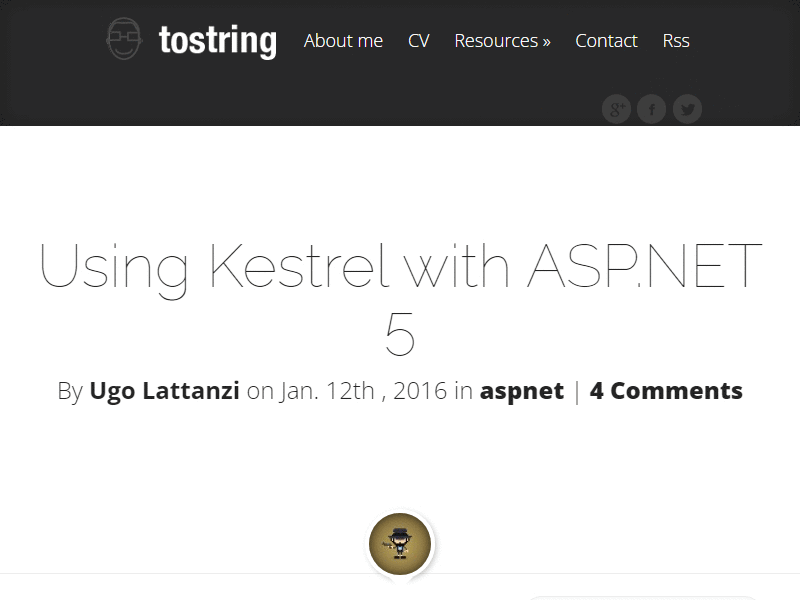 tostring
About me CV Resources » Contact Rss
Using Kestrel with ASP.NET
5
By Ugo Lattanzi on Jan. 12th , 2016 in aspnet | 4 Comments